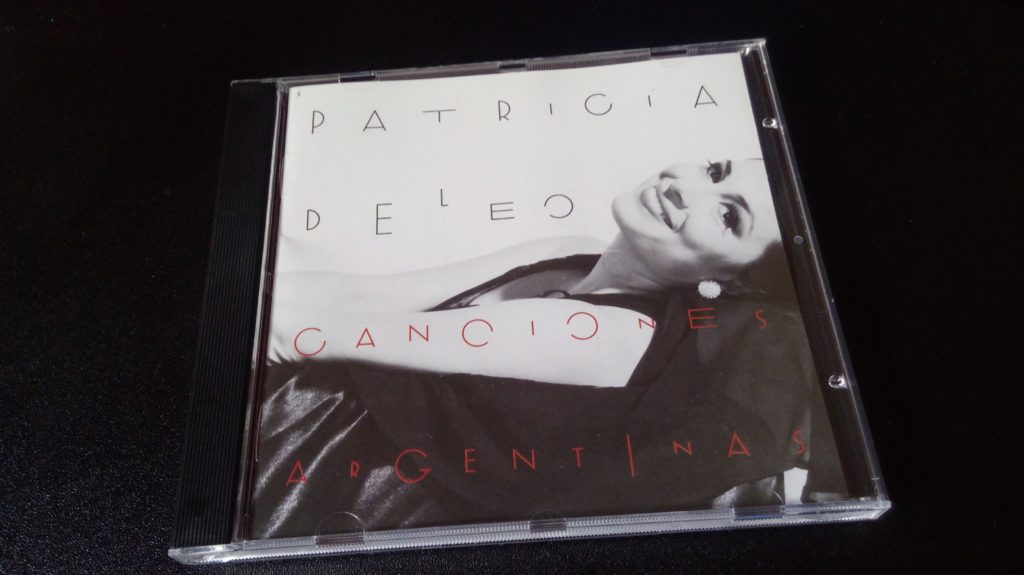 PATRICIA
DELEO
CANCIONES
ARGENTINAS